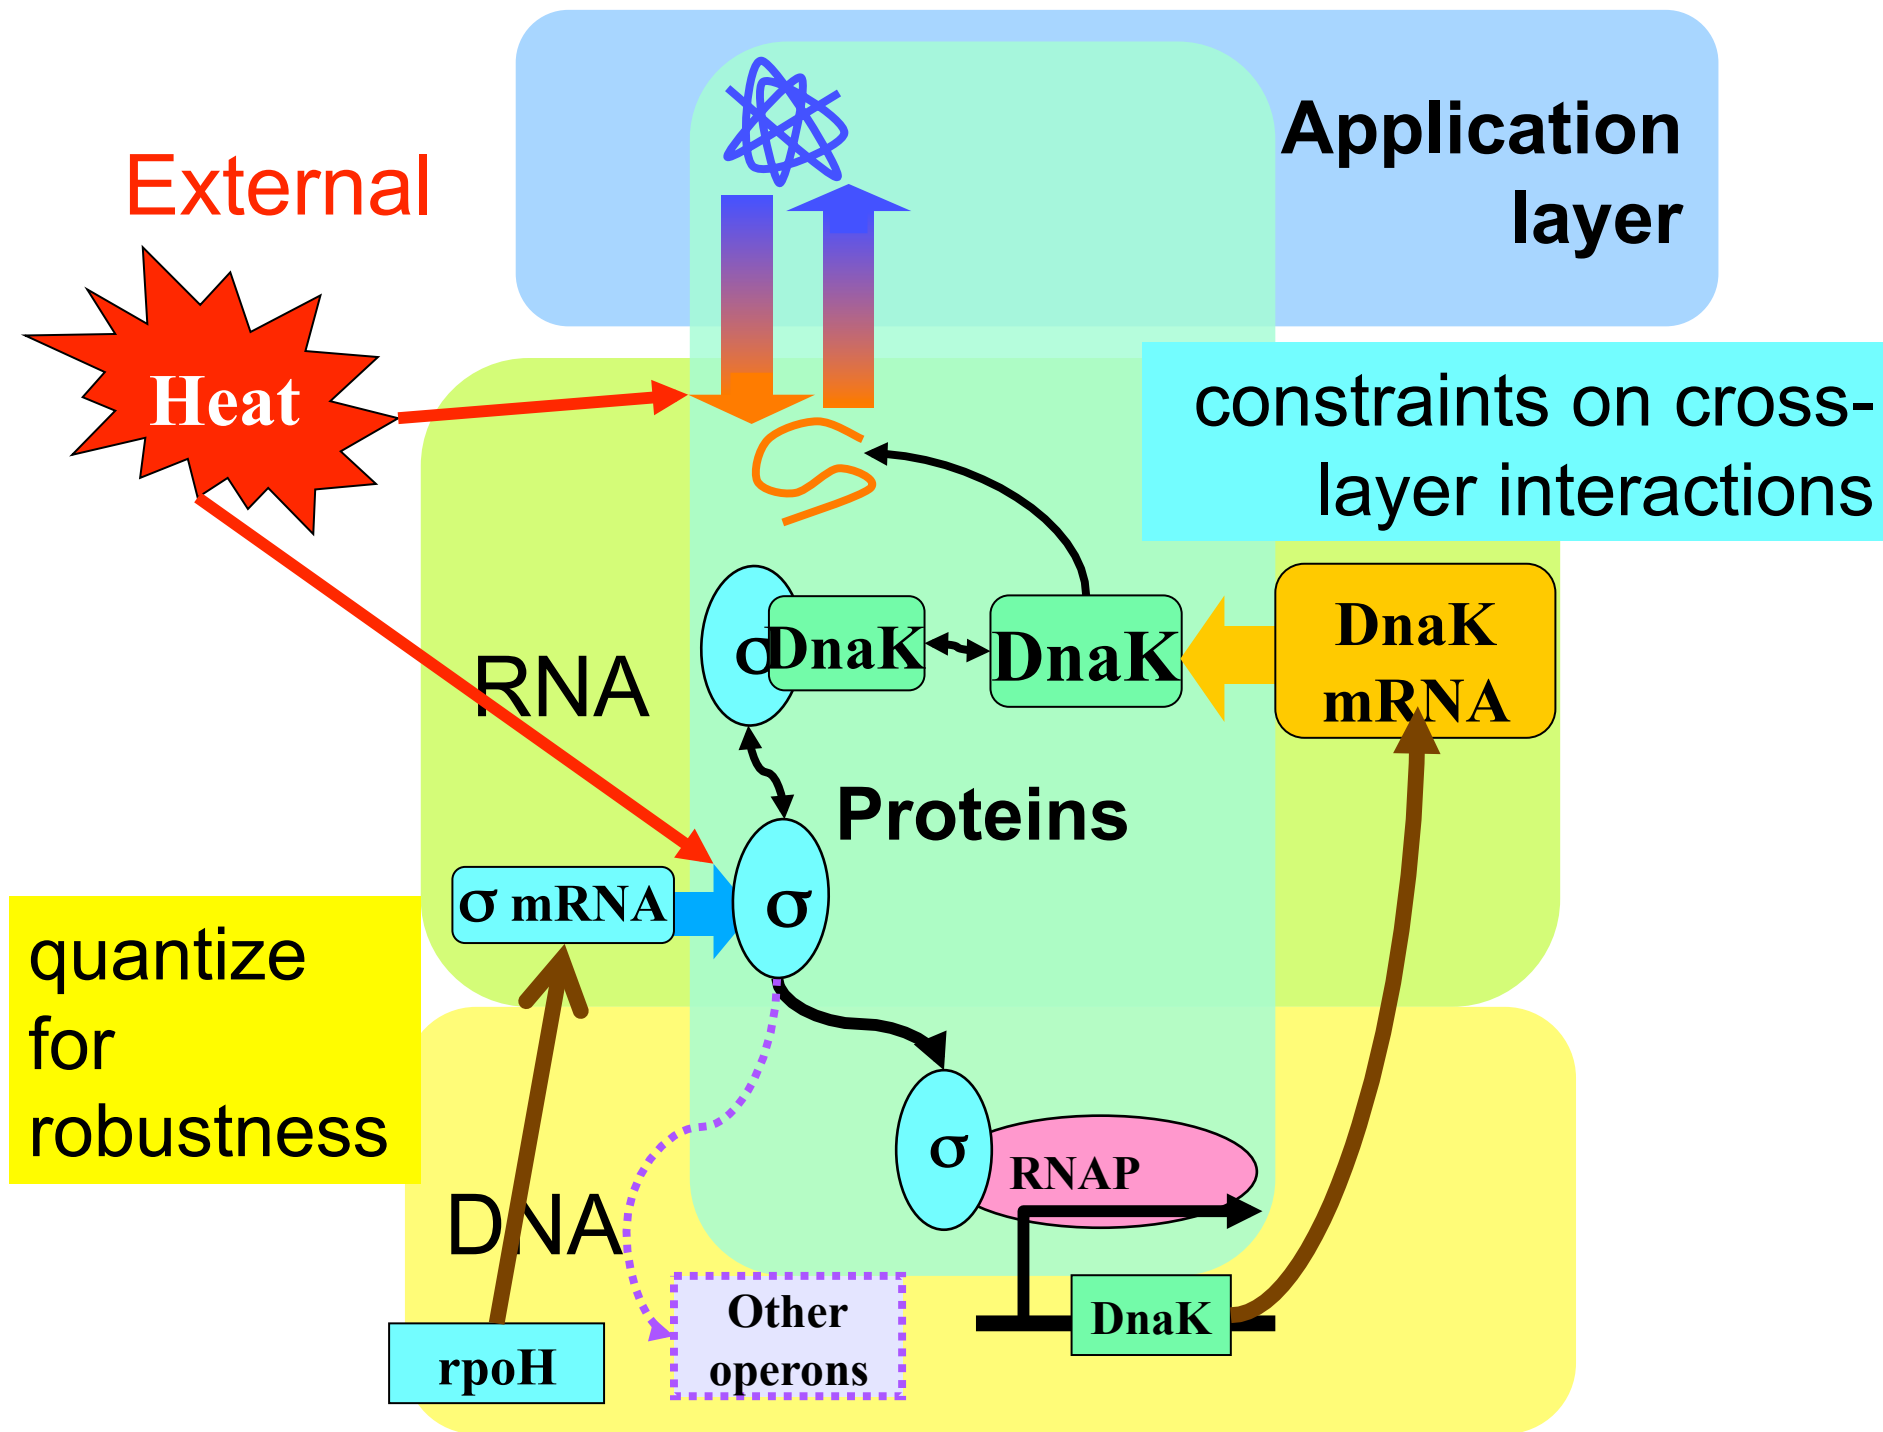 Application
layer
External
Heat
constraints on cross-
layer interactions
σ
DnaK
DnaK
DnaK
mRNA
RNA
Proteins
σ mRNA
σ
quantize
for
robustness
σ
RNAP
DNA
Other
operons
DnaK
rpoH